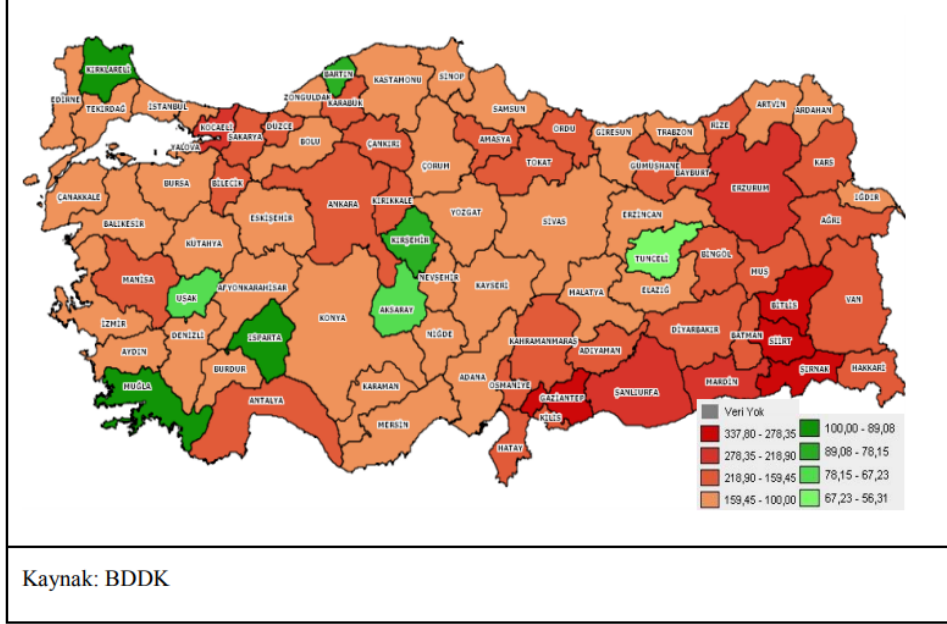 KIRKLARELİ
EDİRNE
TEKİRDAĞ
İSTANBUL
KOCAELİ
YALOVA
SAKARYA
DÜZCE
ZONGULDAK
BARTIN
KARABÜK
KASTAMONU
SİNOP
SAMSUN
ORDU
GİRESUN
TRABZON
RİZE
ARTVİN
ARDAHAN
BOLU
ÇANKIRI
ÇORUM
AMASYA
TOKAT
GÜMÜŞHANE
BAYBURT
ERZURUM
KARS
IĞDIR
AĞRI
ÇANAKKALE
BURSA
BİLECİK
BALIKESİR
ESKİŞEHİR
KÜTAHYA
ANKARA
KIRIKKALE
YOZGAT
SİVAS
ERZİNCAN
KIRŞEHİR
TUNCELİ
BİNGÖL
MUŞ
MANİSA
UŞAK
AFYONKARAHİSAR
NEVŞEHİR
KAYSERİ
MALATYA
ELAZIĞ
BİTLİS
VAN
İZMİR
DENİZLİ
ISPARTA
KONYA
AKSARAY
NİĞDE
KAHRAMANMARAŞ
ADIYAMAN
DİYARBAKIR
BATMAN
SİİRT
AYDIN
BURDUR
MUĞLA
ANTALYA
KARAMAN
MERSİN
ADANA
OSMANİYE
GAZİANTEP
KİLİS
HATAY
ŞANLIURFA
MARDİN
ŞIRNAK
HAKKARİ
Veri Yok
337,80 - 278,35
278,35 - 218,90
218,90 - 159,45
159,45 - 100,00
100,00 - 89,08
89,08 - 78,15
78,15 - 67,23
67,23 - 56,31
Kaynak: BDDK